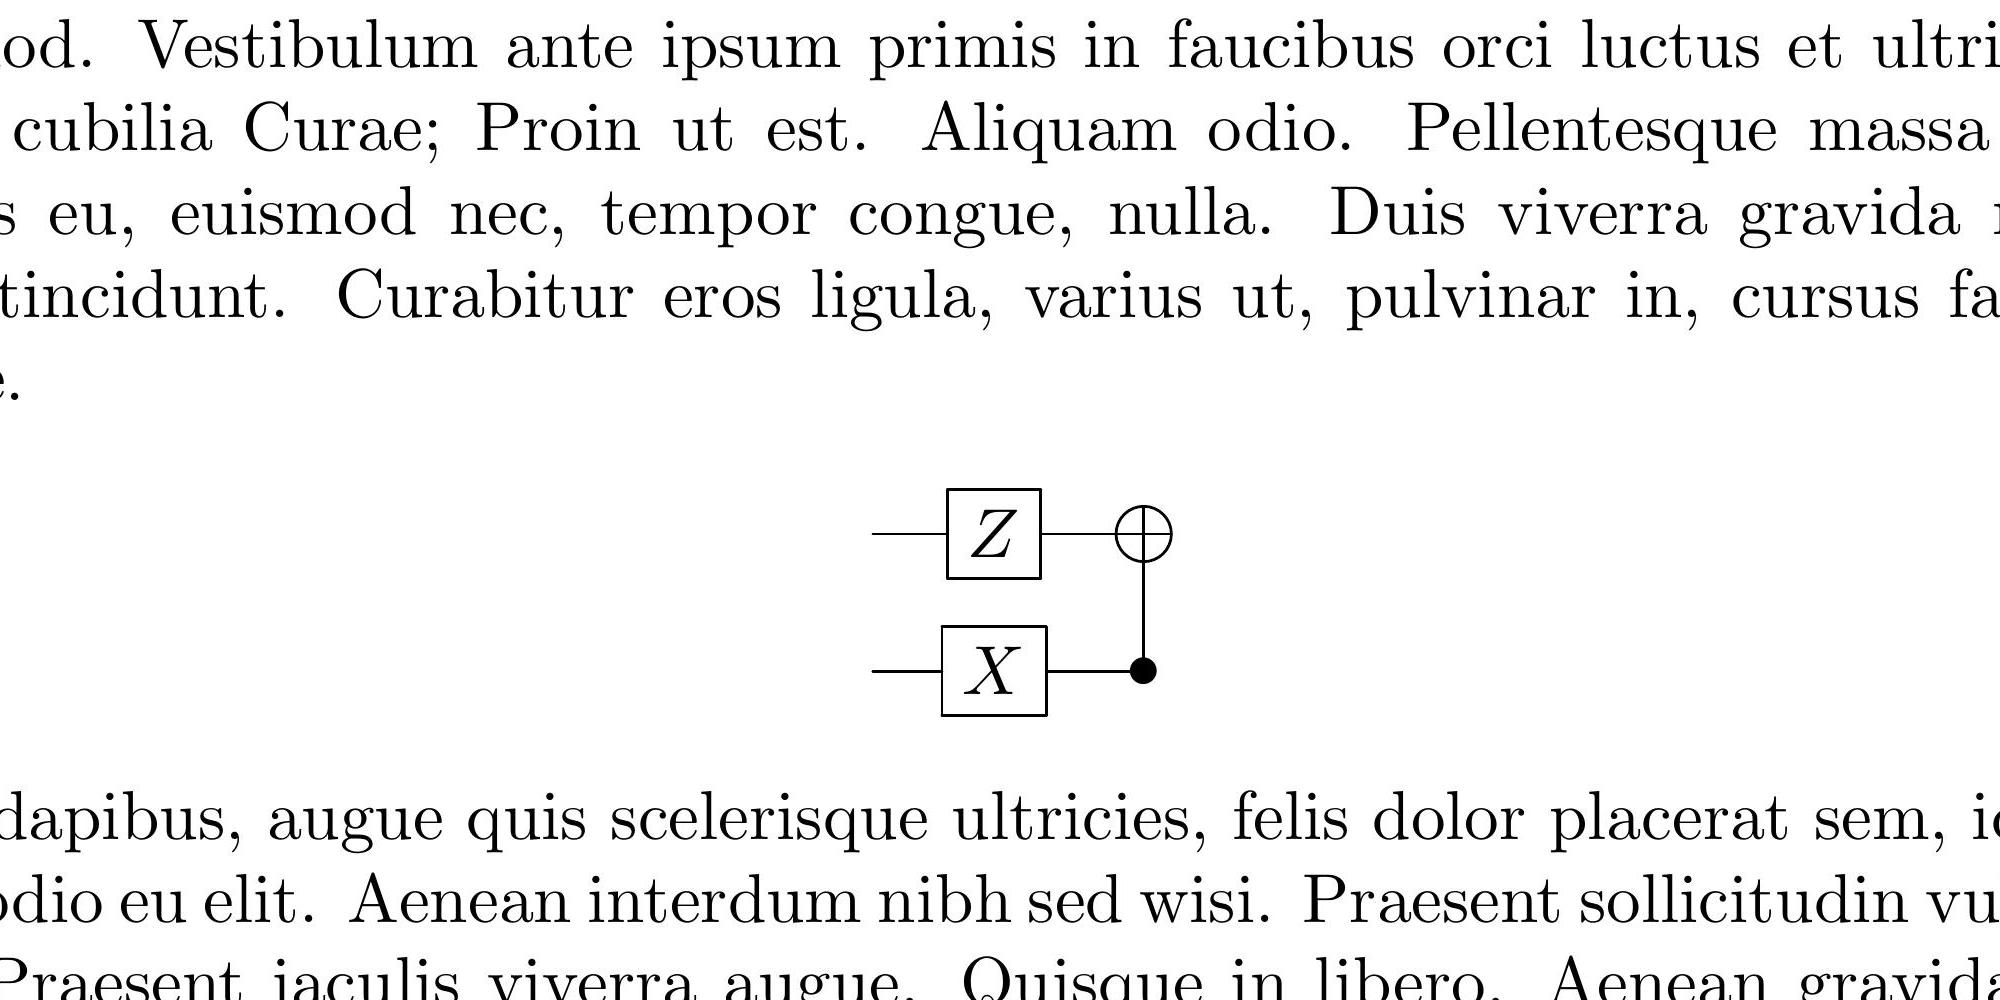 od. Vestibulum ante ipsum primis in faucibus orci luctus et ultri
cubilia Curae; Proin ut est. Aliquam odio. Pellentesque massa
s eu, euismod nec, tempor congue, nulla. Duis viverra gravida
tincidunt. Curabitur eros ligula, varius ut, pulvinar in, cursus fa
e.
Z
X
dapibus, augue quis scelerisque ultricies, felis dolor placerat sem, id
odio eu elit. Aenean interdum nibh sed wisi. Praesent sollicitudin vu
Praesent iaculis viverra augue. Quisque in libero. Aenean gravida